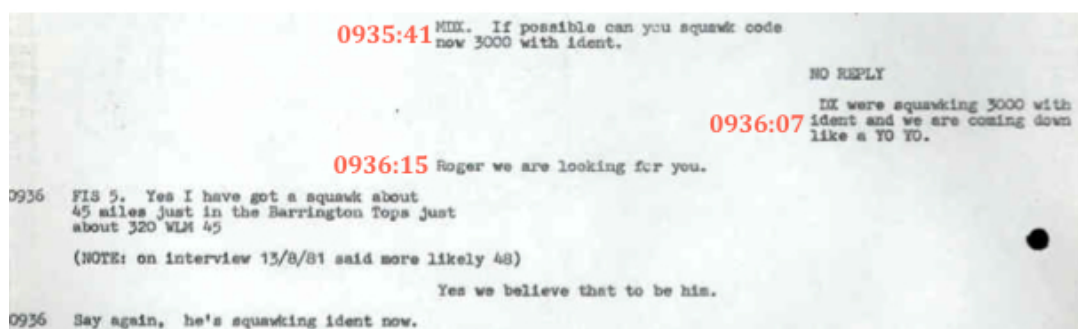 0935:41 MDX. If possible can you squawk code
now 3000 with ident.
NO REPLY
DX were squawking 3000 with
0936:07 ident and we are coming down
like a YO YO.
0936:15 Roger we are looking for you.
0936 FIS 5. Yes I have got a squawk about
45 miles just in the Barrington Tops just
about 320 WLM 45
(NOTE: on interview 13/8/81 said more likely 48)
Yes we believe that to be him.
0936 Say again, he's squawking ident now.